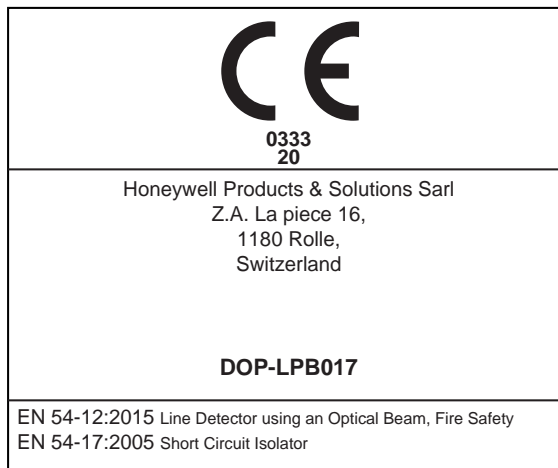 CE
0333
20
Honeywell Products & Solutions Sarl
Z.A. La piece 16,
1180 Rolle,
Switzerland
DOP-LPB017
EN 54-12:2015 Line Detector using an Optical Beam, Fire Safety
EN 54-17:2005 Short Circuit Isolator